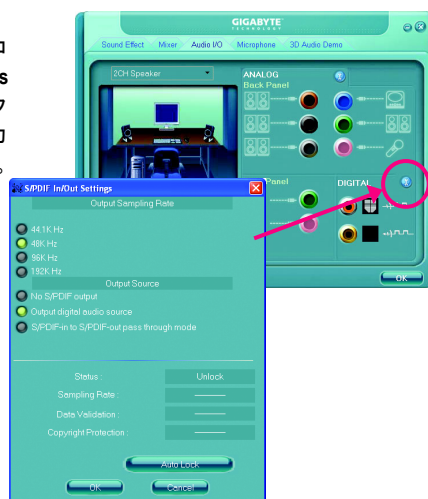 s
。
GIGABYTE
TECHNOLOGY
Sound Effect Mixer Audio I/O Microphone 3D Audio Demo
2CH Speaker
ANALOG
Back Panel
Panel
DIGITAL
OK
S/PDIF In/Out Settings
Output Sampling Rate
44.1K Hz
48K Hz
96K Hz
192K Hz
Output Source
No S/PDIF output
Output digital audio source
S/PDIF-in to S/PDIF-out pass through mode
Status : Unlock
Sampling Rate :
Data Validation :
Copyright Protection :
Auto Lock
OK Cancel